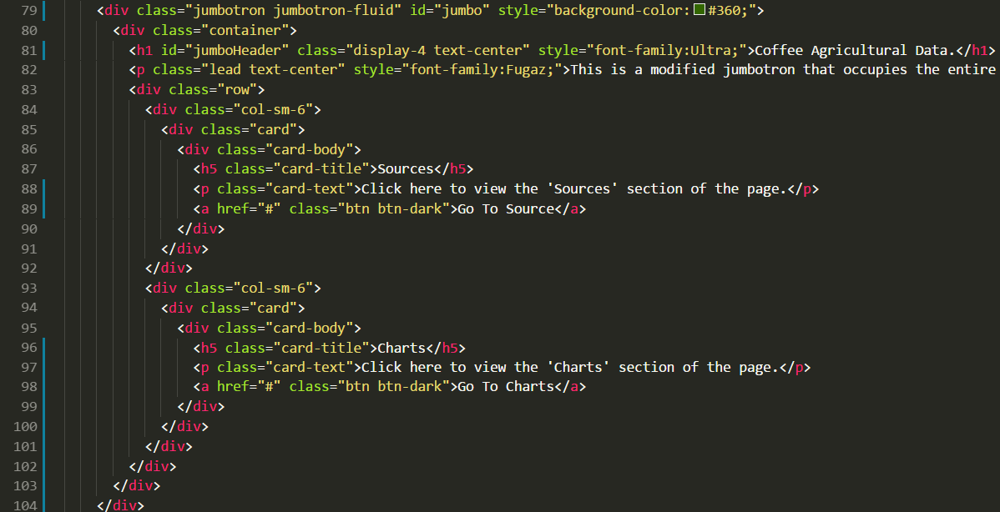 79 <div class="jumbotron jumbotron-fluid" id="jumbo" style="background-color:#360;">
80 <div class="container">
81 <h1 id="jumboHeader" class="display-4 text-center" style="font-family:Ultra;">Coffee Agricultural Data.</h1>
82 <p class="lead text-center" style="font-family:Fugaz;">This is a modified jumbotron that occupies the entire
83 <div class="row">
84 <div class="col-sm-6">
85 <div class="card">
86 <div class="card-body">
87 <h5 class="card-title">Sources</h5>
88 <p class="card-text">Click here to view the 'Sources' section of the page.</p>
89 <a href="#" class="btn btn-dark">Go To Source</a>
90 </div>
91 </div>
92 </div>
93 <div class="col-sm-6">
94 <div class="card">
95 <div class="card-body">
96 <h5 class="card-title">Charts</h5>
97 <p class="card-text">Click here to view the 'Charts' section of the page.</p>
98 <a href="#" class="btn btn-dark">Go To Charts</a>
99 </div>
100 </div>
101 </div>
102 </div>
103 </div>
104 </div>